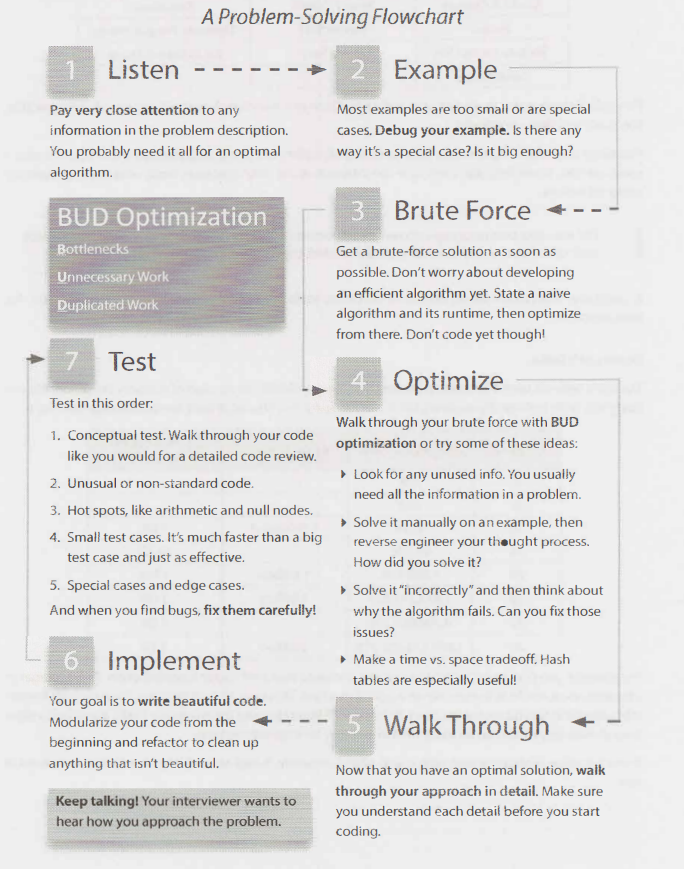 A Problem-Solving Flowchart
1 Listen
Pay very close attention to any
information in the problem description.
You probably need it all for an optimal
algorithm.
2 Example
Most examples are too small or are special
cases. Debug your example. Is there any
way it's a special case? Is it big enough?
3 Brute Force
Get a brute-force solution as soon as
possible. Don't worry about developing
an efficient algorithm yet. State a naive
algorithm and its runtime, then optimize
from there. Don't code yet though!
BUD Optimization
Bottlenecks
Unnecessary Work
Duplicated Work
4 Optimize
Walk through your brute force with BUD
optimization or try some of these ideas:
▸ Look for any unused info. You usually
need all the information in a problem.
▸ Solve it manually on an example, then
reverse engineer your thought process.
How did you solve it?
▸ Solve it "incorrectly" and then think about
why the algorithm fails. Can you fix those
issues?
▸ Make a time vs. space tradeoff. Hash
tables are especially useful!
5 Walk Through
Now that you have an optimal solution, walk
through your approach in detail. Make sure
you understand each detail before you start
coding.
6 Implement
Your goal is to write beautiful code.
Modularize your code from the
beginning and refactor to clean up
anything that isn't beautiful.
7 Test
Test in this order:
1. Conceptual test. Walk through your code
like you would for a detailed code review.
2. Unusual or non-standard code.
3. Hot spots, like arithmetic and null nodes.
4. Small test cases. It's much faster than a big
test case and just as effective.
5. Special cases and edge cases.
And when you find bugs, fix them carefully!
Keep talking! Your interviewer wants to
hear how you approach the problem.